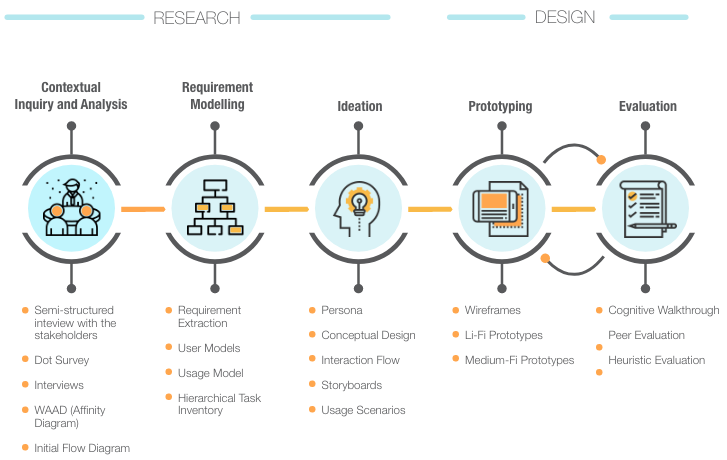 RESEARCH
DESIGN
Contextual
Inquiry and Analysis
Requirement
Modelling
Ideation
Prototyping
Evaluation
Semi-structured
inteview with the
stakeholders
Dot Survey
Interviews
WAAD (Affinity
Diagram)
Initial Flow Diagram
Requirement
Extraction
User Models
Usage Model
Hierarchical Task
Inventory
Persona
Conceptual Design
Interaction Flow
Storyboards
Usage Scenarios
Wireframes
Li-Fi Prototypes
Medium-Fi Prototypes
Cognitive Walkthrough
Peer Evaluation
Heuristic Evaluation